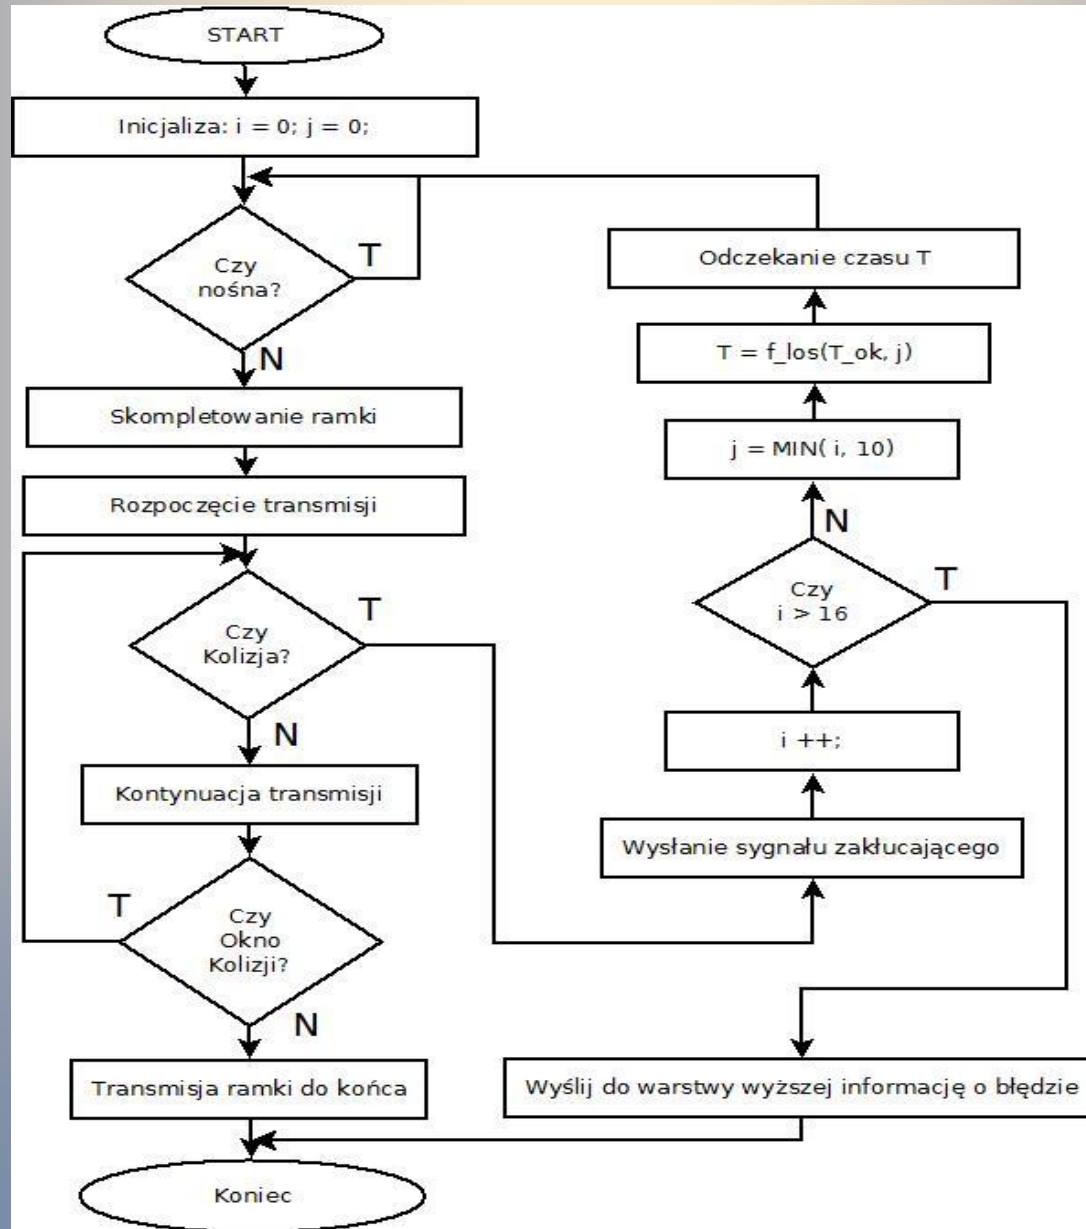 START
Inicjaliza: i = 0; j = 0;
Czy
nośna?
T
N
Skompletowanie ramki
Rozpoczęcie transmisji
Czy
Kolizja?
T
N
Kontynuacja transmisji
Czy
Okno
Kolizji?
T
N
Transmisja ramki do końca
Koniec
Odczekanie czasu T
T = f_los(T_ok, j)
j = MIN( i, 10)
N
Czy
i > 16
T
i ++;
Wysłanie sygnału zakłucającego
Wyślij do warstwy wyższej informację o błędzie